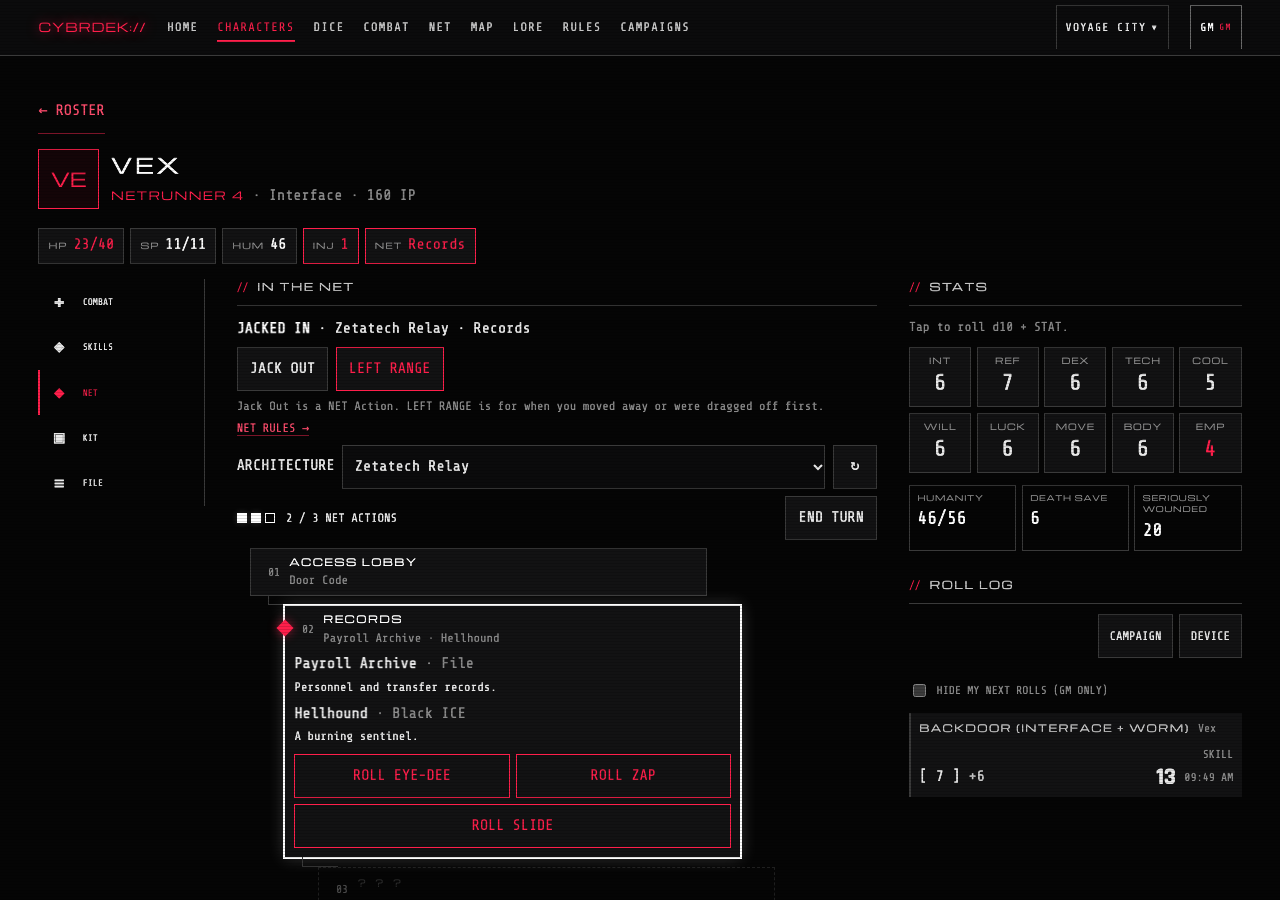 CYBRDEK:// HOME CHARACTERS DICE COMBAT NET MAP LORE RULES CAMPAIGNS VOYAGE CITY ▾ GM GM
← ROSTER
VE
VEX
NETRUNNER 4 · Interface · 160 IP
HP 23/40 SP 11/11 HUM 46 INJ 1 NET Records
COMBAT
SKILLS
NET
KIT
FILE
// IN THE NET
JACKED IN · Zetatech Relay · Records
JACK OUT LEFT RANGE
Jack Out is a NET Action. LEFT RANGE is for when you moved away or were dragged off first.
NET RULES →
ARCHITECTURE Zetatech Relay ↻
2 / 3 NET ACTIONS END TURN
01 ACCESS LOBBY
Door Code
02 RECORDS
Payroll Archive · Hellhound
Payroll Archive · File
Personnel and transfer records.
Hellhound · Black ICE
A burning sentinel.
ROLL EYE-DEE ROLL ZAP
ROLL SLIDE
03 ? ? ?
// STATS
Tap to roll d10 + STAT.
INT REF DEX TECH COOL
6 7 6 6 5
WILL LUCK MOVE BODY EMP
6 6 6 6 4
HUMANITY DEATH SAVE SERIOUSLY WOUNDED
46/56 6 20
// ROLL LOG
CAMPAIGN DEVICE
HIDE MY NEXT ROLLS (GM ONLY)
BACKDOOR (INTERFACE + WORM) Vex
SKILL
[ 7 ] +6 13 09:49 AM